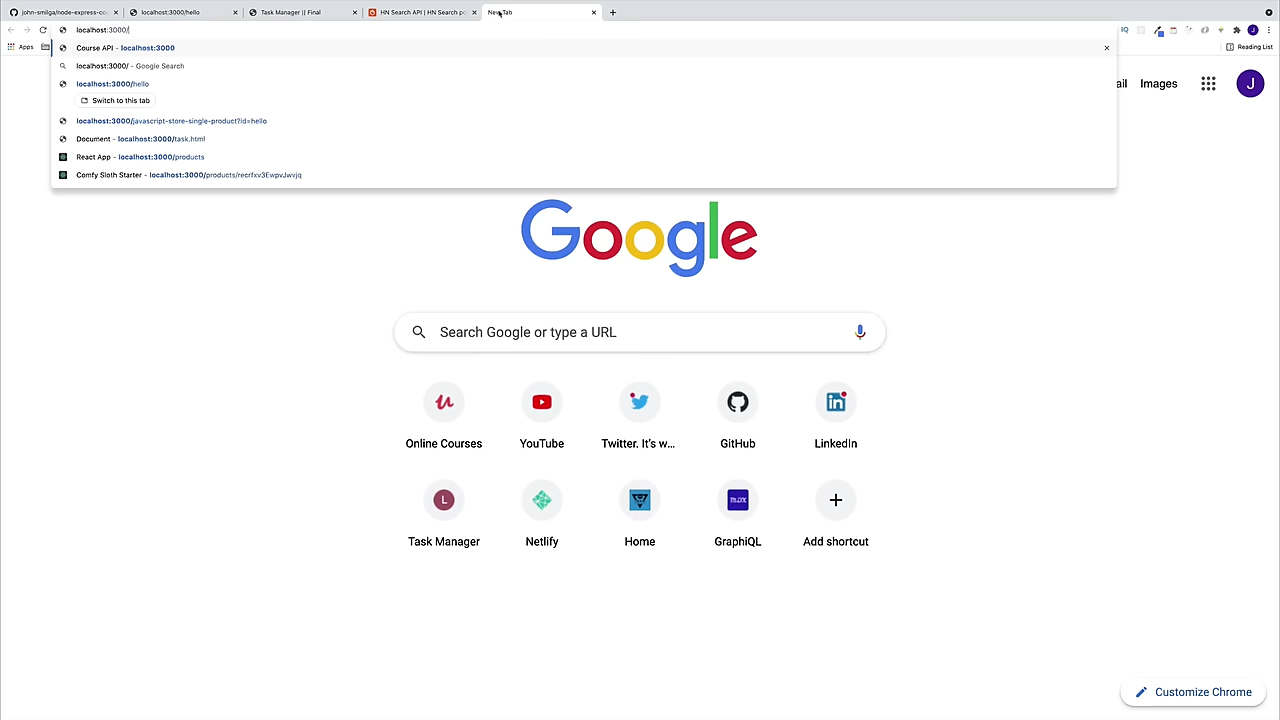 john-smilga/node-express-co
localhost:3000/hello
Task Manager || Final
HN Search API | HN Search po
New Tab
localhost:3000/
Apps
IQ
J
Reading List
Course API - localhost:3000
localhost:3000/ - Google Search
localhost:3000/hello
Switch to this tab
localhost:3000/javascript-store-single-product?id=hello
Document - localhost:3000/task.html
React App - localhost:3000/products
Comfy Sloth Starter - localhost:3000/products/recrfxv3EwpvJwvjq
ail
Images
J
Google
Search Google or type a URL
Online Courses
YouTube
Twitter. It's w...
GitHub
LinkedIn
L
MDX
Task Manager
Netlify
Home
GraphiQL
Add shortcut
Customize Chrome